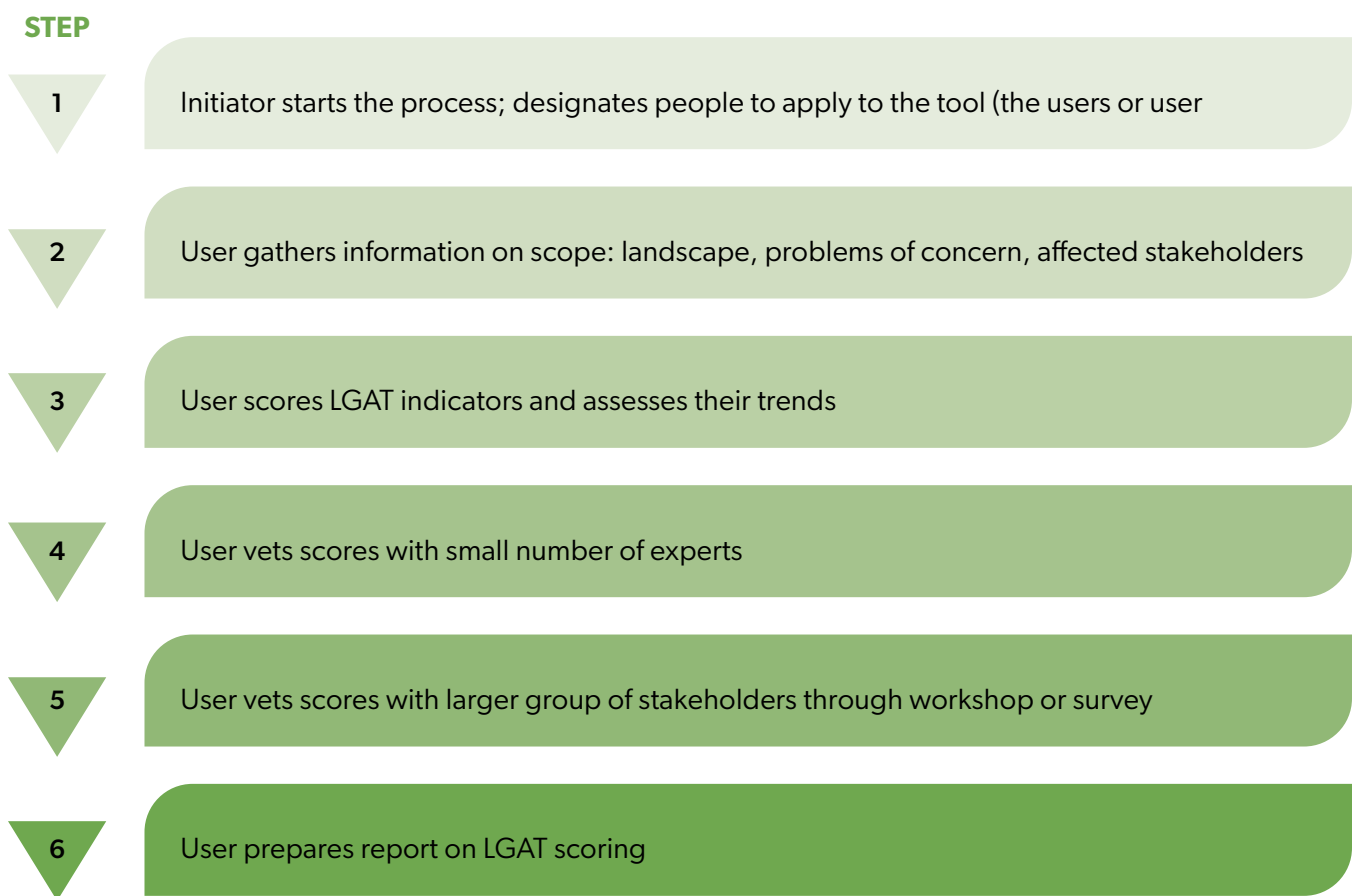 STEP
1
Initiator starts the process; designates people to apply to the tool (the users or user
2
User gathers information on scope: landscape, problems of concern, affected stakeholders
3
User scores LGAT indicators and assesses their trends
4
User vets scores with small number of experts
5
User vets scores with larger group of stakeholders through workshop or survey
6
User prepares report on LGAT scoring